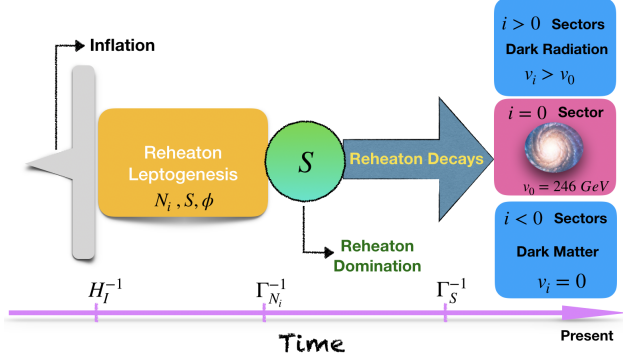 Inflation
Reheaton
Leptogenesis
N_i , S, ϕ
S
Reheaton Decays
Reheaton
Domination
i > 0 Sectors
Dark Radiation
v_i > v_0
i = 0 Sector
v_0 = 246 GeV
i < 0 Sectors
Dark Matter
v_i = 0
H_I^{-1}
Γ_{N_i}^{-1}
Γ_S^{-1}
Present
Time